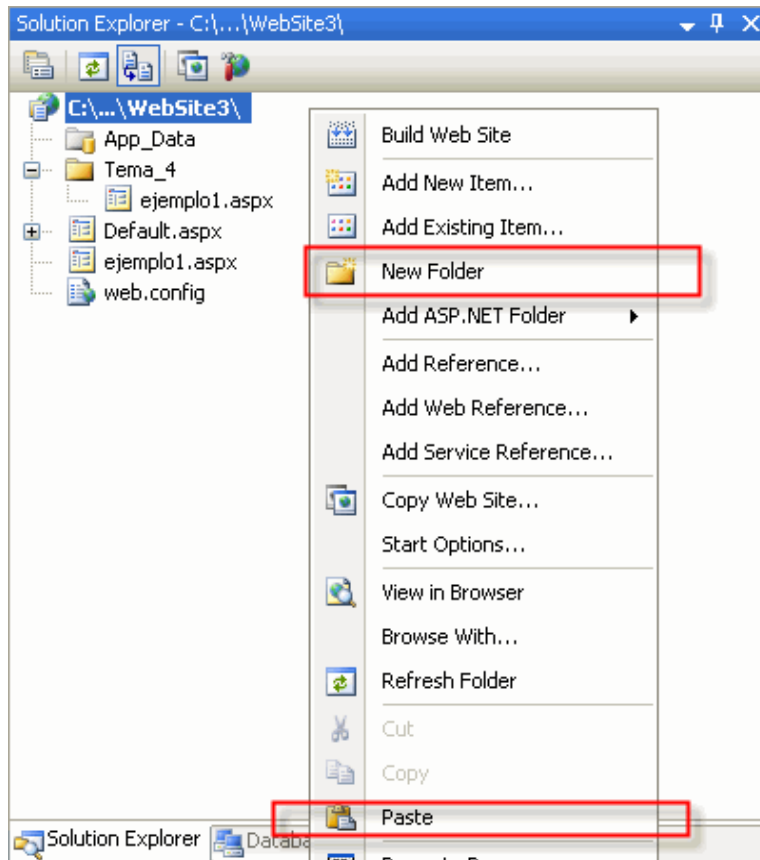 Solution Explorer - C:\...\WebSite3\
C:\...\WebSite3\
App_Data
Tema_4
ejemplo1.aspx
Default.aspx
ejemplo1.aspx
web.config
Build Web Site
Add New Item...
Add Existing Item...
New Folder
Add ASP.NET Folder
Add Reference...
Add Web Reference...
Add Service Reference...
Copy Web Site...
Start Options...
View in Browser
Browse With...
Refresh Folder
Cut
Copy
Paste
Solution Explorer